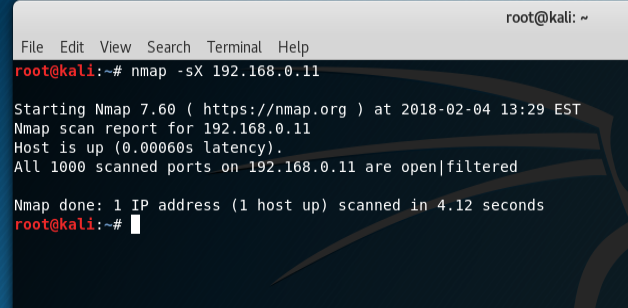 root@kali: ~
File Edit View Search Terminal Help
root@kali:~# nmap -sX 192.168.0.11
Starting Nmap 7.60 ( https://nmap.org ) at 2018-02-04 13:29 EST
Nmap scan report for 192.168.0.11
Host is up (0.00060s latency).
All 1000 scanned ports on 192.168.0.11 are open|filtered
Nmap done: 1 IP address (1 host up) scanned in 4.12 seconds
root@kali:~#